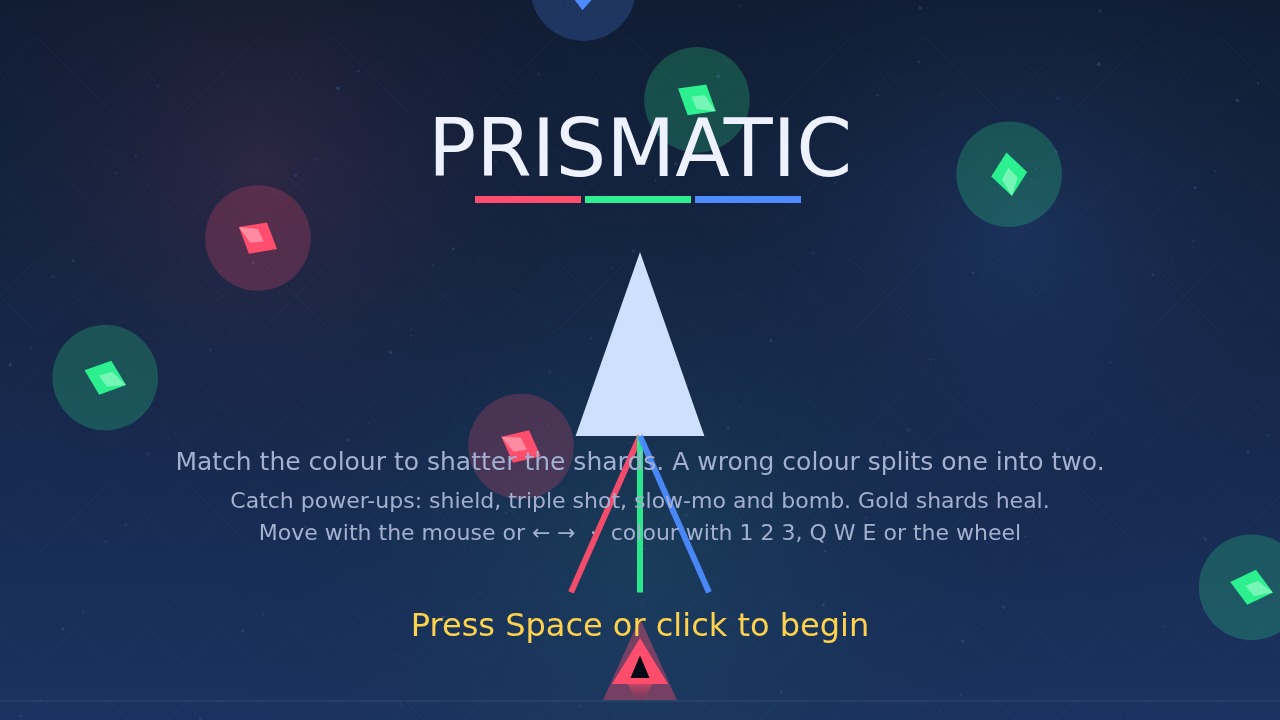 PRISMATIC
Match the colour to shatter the shards. A wrong colour splits one into two.
Catch power-ups: shield, triple shot, slow-mo and bomb. Gold shards heal.
Move with the mouse or ← → · colour with 1 2 3, Q W E or the wheel
Press Space or click to begin